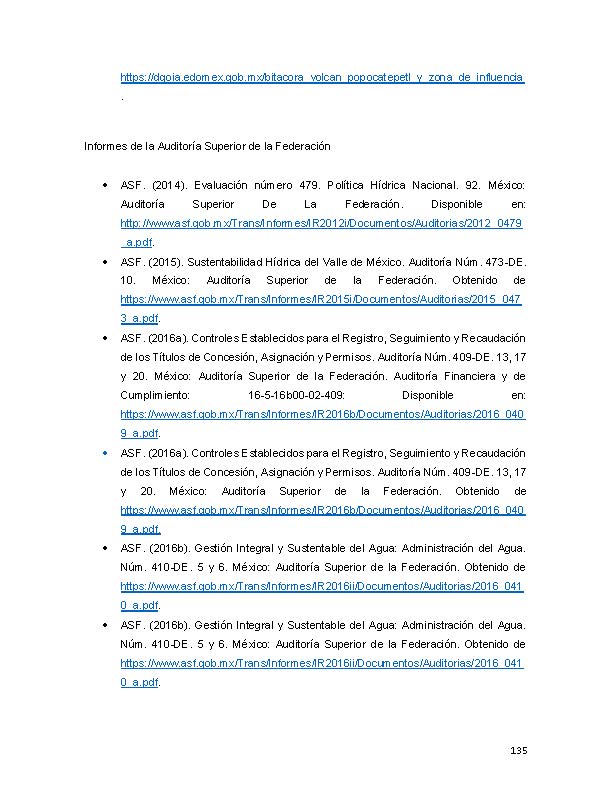 https://dgoia.edomex.gob.mx/bitacora_volcan_popocatepetl_y_zona_de_influencia
.
Informes de la Auditoría Superior de la Federación
• ASF. (2014). Evaluación número 479. Política Hídrica Nacional. 92. México:
Auditoría Superior De La Federación. Disponible en:
http://www.asf.gob.mx/Trans/Informes/IR2012i/Documentos/Auditorias/2012_0479
_a.pdf.
• ASF. (2015). Sustentabilidad Hídrica del Valle de México. Auditoría Núm. 473-DE.
10. México: Auditoría Superior de la Federación. Obtenido de
https://www.asf.gob.mx/Trans/Informes/IR2015i/Documentos/Auditorias/2015_047
3_a.pdf.
• ASF. (2016a). Controles Establecidos para el Registro, Seguimiento y Recaudación
de los Títulos de Concesión, Asignación y Permisos. Auditoría Núm. 409-DE. 13, 17
y 20. México: Auditoría Superior de la Federación. Auditoría Financiera y de
Cumplimiento: 16-5-16b00-02-409: Disponible en:
https://www.asf.gob.mx/Trans/Informes/IR2016b/Documentos/Auditorias/2016_040
9_a.pdf.
• ASF. (2016a). Controles Establecidos para el Registro, Seguimiento y Recaudación
de los Títulos de Concesión, Asignación y Permisos. Auditoría Núm. 409-DE. 13, 17
y 20. México: Auditoría Superior de la Federación. Obtenido de
https://www.asf.gob.mx/Trans/Informes/IR2016b/Documentos/Auditorias/2016_040
9_a.pdf.
• ASF. (2016b). Gestión Integral y Sustentable del Agua: Administración del Agua.
Núm. 410-DE. 5 y 6. México: Auditoría Superior de la Federación. Obtenido de
https://www.asf.gob.mx/Trans/Informes/IR2016ii/Documentos/Auditorias/2016_041
0_a.pdf.
• ASF. (2016b). Gestión Integral y Sustentable del Agua: Administración del Agua.
Núm. 410-DE. 5 y 6. México: Auditoría Superior de la Federación. Obtenido de
https://www.asf.gob.mx/Trans/Informes/IR2016ii/Documentos/Auditorias/2016_041
0_a.pdf.
135